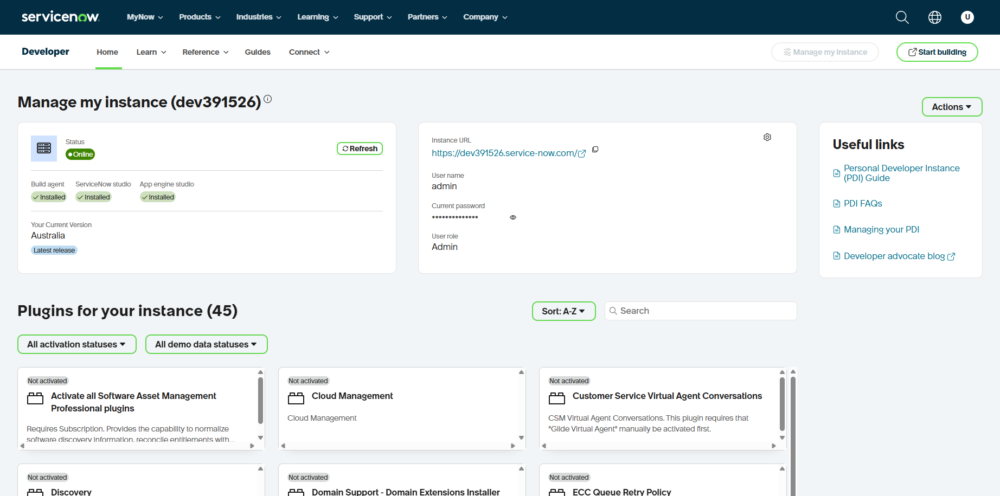 servicenow
MyNow
Products
Industries
Learning
Support
Partners
Company
U
Developer
Home
Learn
Reference
Guides
Connect
Manage my instance
Start building
Manage my instance (dev391526)
Actions
Status
Online
Refresh
Build agent
ServiceNow studio
App engine studio
Installed
Installed
Installed
Your Current Version
Australia
Latest release
Instance URL
https://dev391526.service-now.com/
User name
admin
Current password
**************
User role
Admin
Useful links
Personal Developer Instance
(PDI) Guide
PDI FAQs
Managing your PDI
Developer advocate blog
Plugins for your instance (45)
Sort: A-Z
Search
All activation statuses
All demo data statuses
Not activated
Activate all Software Asset Management
Professional plugins
Requires Subscription. Provides the capability to normalize
software discovery information, reconcile entitlements with...
Not activated
Cloud Management
Cloud Management
Not activated
Customer Service Virtual Agent Conversations
CSM Virtual Agent Conversations. This plugin requires that
"Glide Virtual Agent" manually be activated first.
Not activated
Discovery
Not activated
Domain Support - Domain Extensions Installer
Not activated
ECC Queue Retry Policy